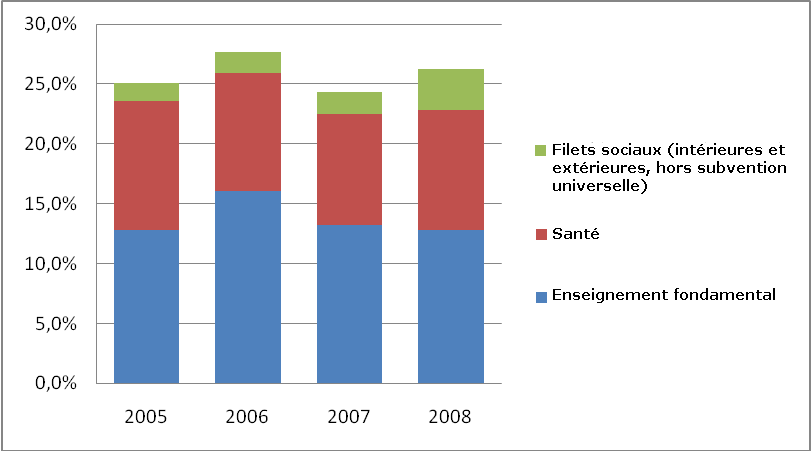 30,0%
25,0%
20,0%
15,0%
10,0%
5,0%
0,0%
2005 2006 2007 2008
Filets sociaux (intérieures et
extérieures, hors subvention
universelle)
Santé
Enseignement fondamental